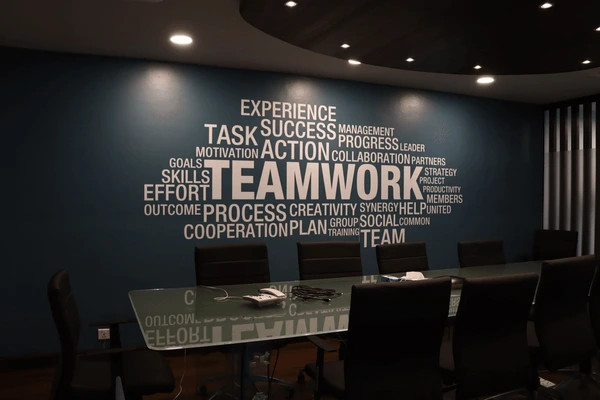 EXPERIENCE
TASK SUCCESS MANAGEMENT
PROGRESS LEADER
MOTIVATION ACTION COLLABORATION PARTNERS
GOALS
SKILLS
EFFORT
TEAMWORK
STRATEGY
PROJECT
PRODUCTIVITY
MEMBERS
OUTCOME PROCESS CREATIVITY SYNERGY HELP UNITED
COOPERATION PLAN GROUP SOCIAL COMMON
TRAINING TEAM